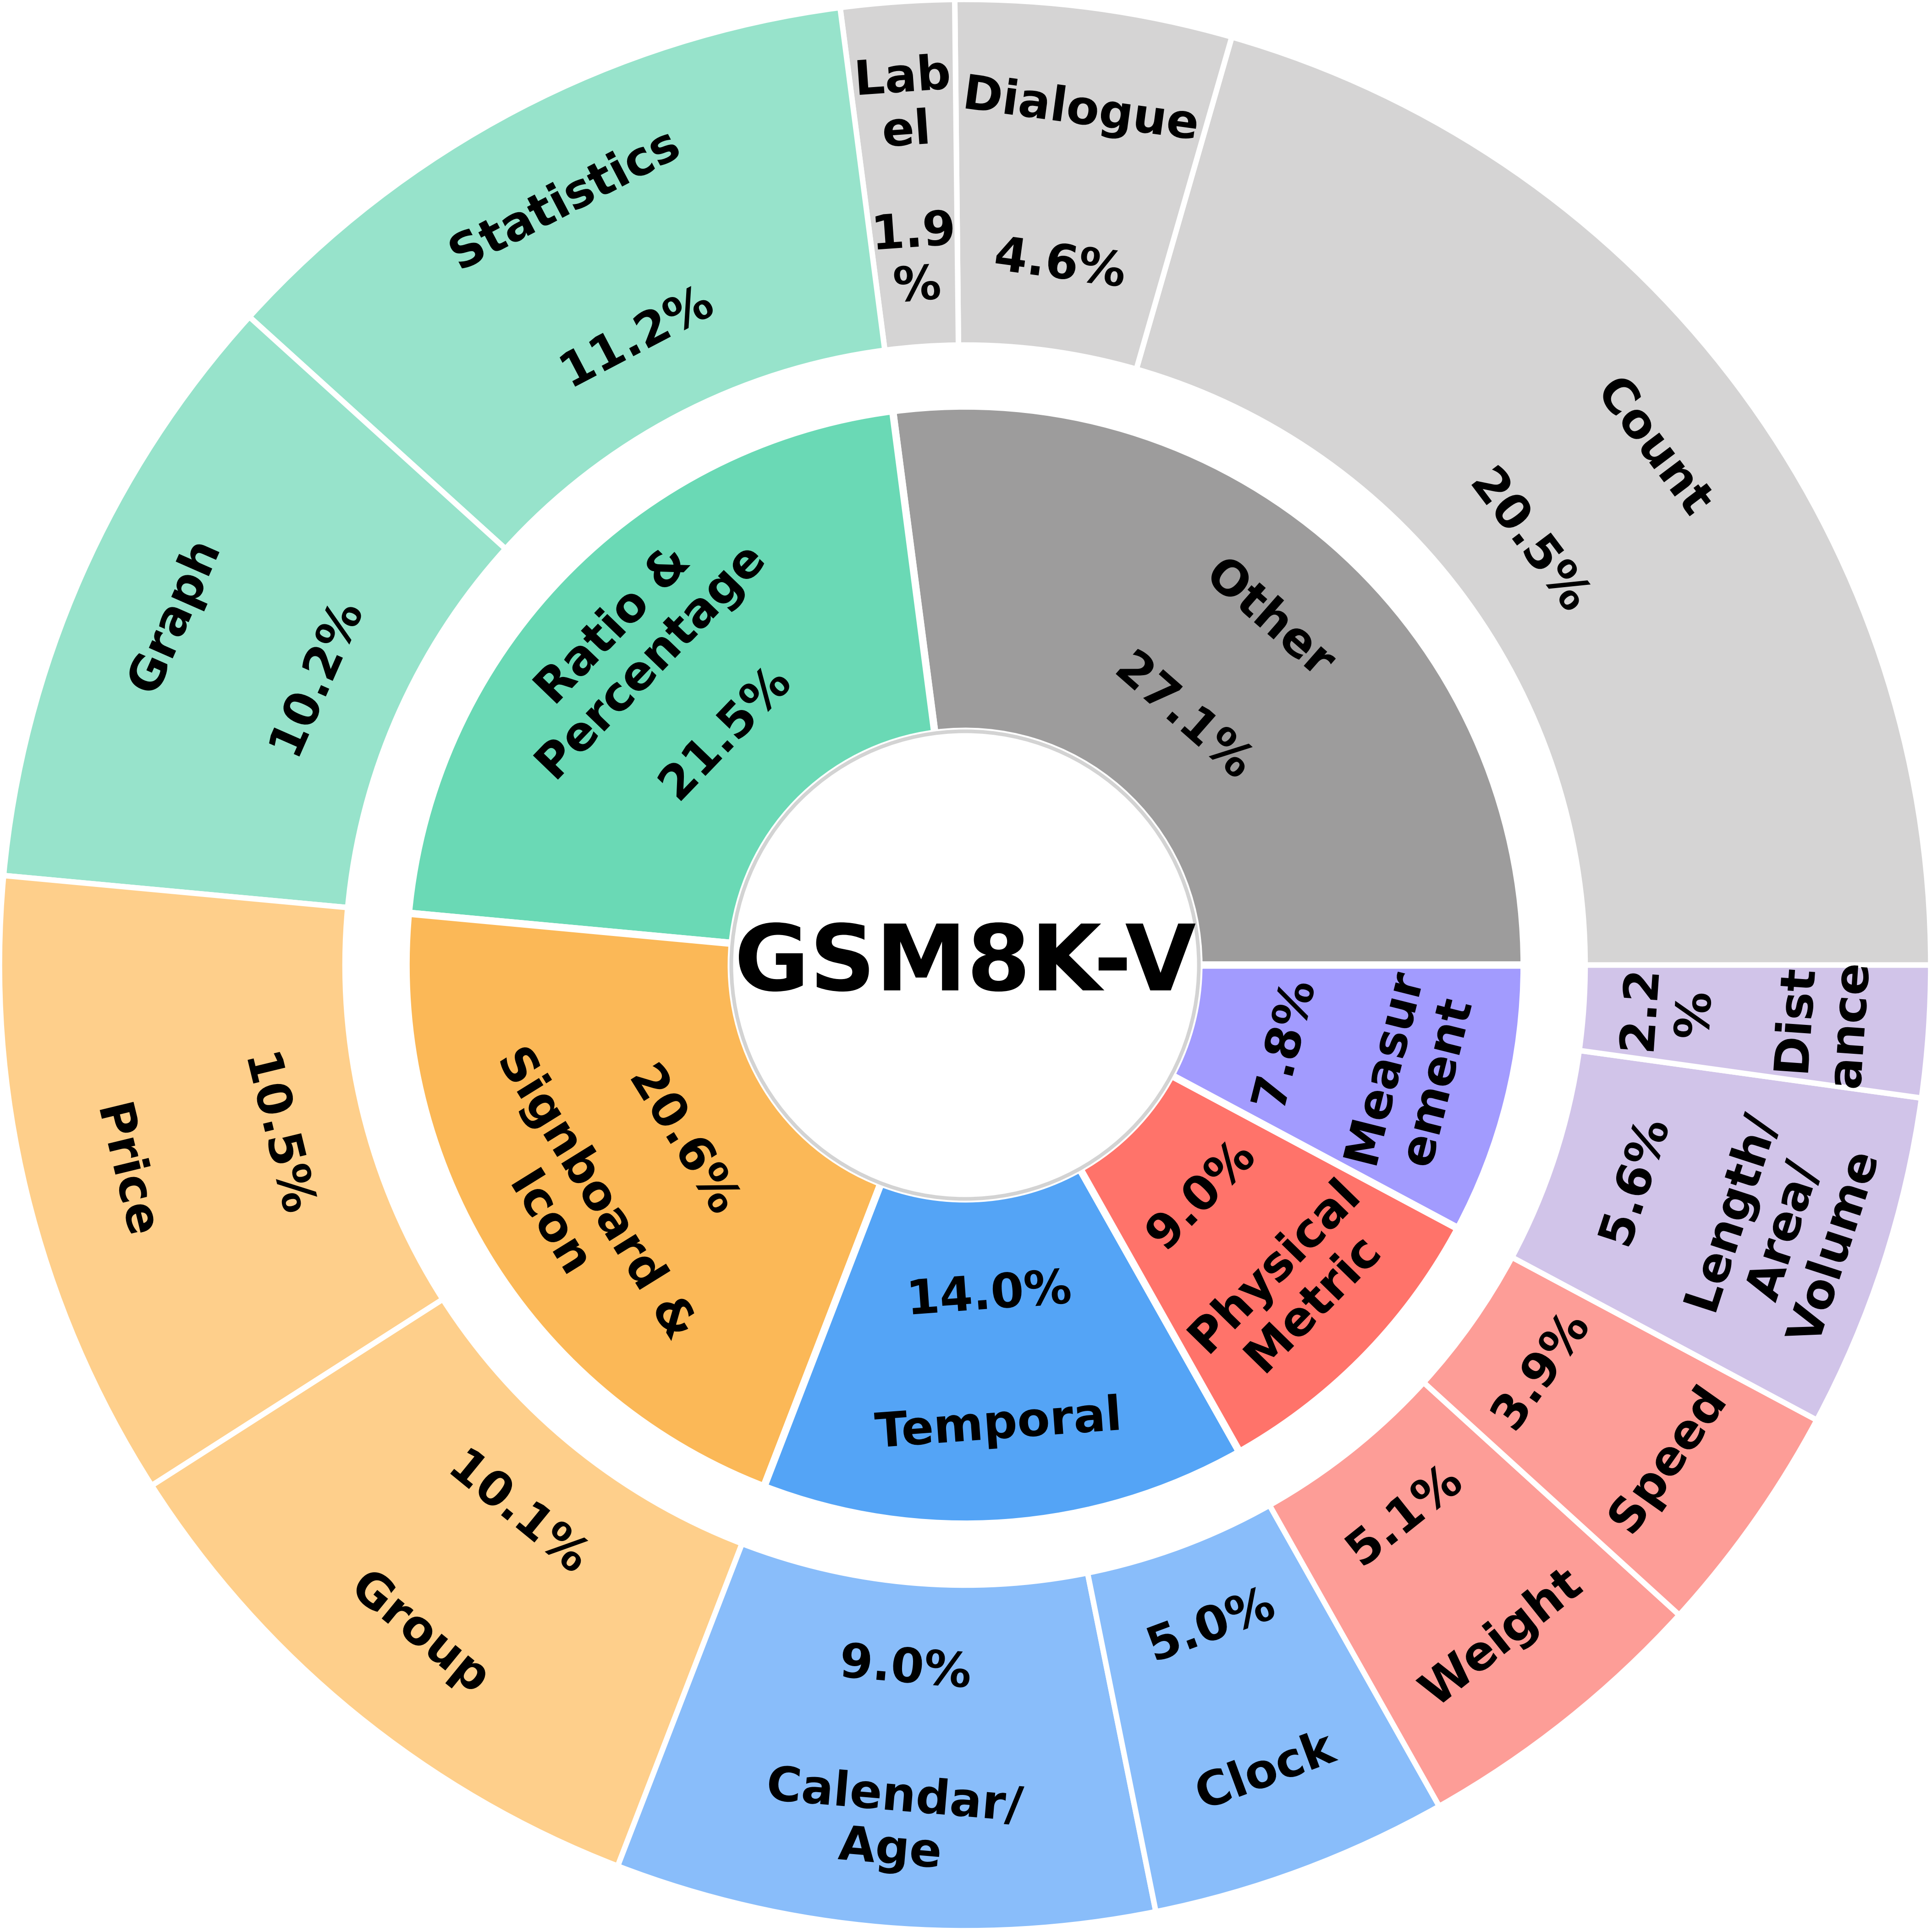 GSM8K-V
Other
27.1%
Ratio &
Percentage
21.5%
Signboard &
Icon
20.6%
Temporal
14.0%
Physical
Metric
9.0%
Measur
ement
7.8%
Count
20.5%
Dialogue
4.6%
Lab
el
1.9
%
Statistics
11.2%
Graph
10.2%
Price
10.5%
Group
10.1%
Calendar/
Age
9.0%
Clock
5.0%
Weight
5.1%
Speed
3.9%
Length/
Area/
Volumne
5.6%
Dist
ance
2.2
%